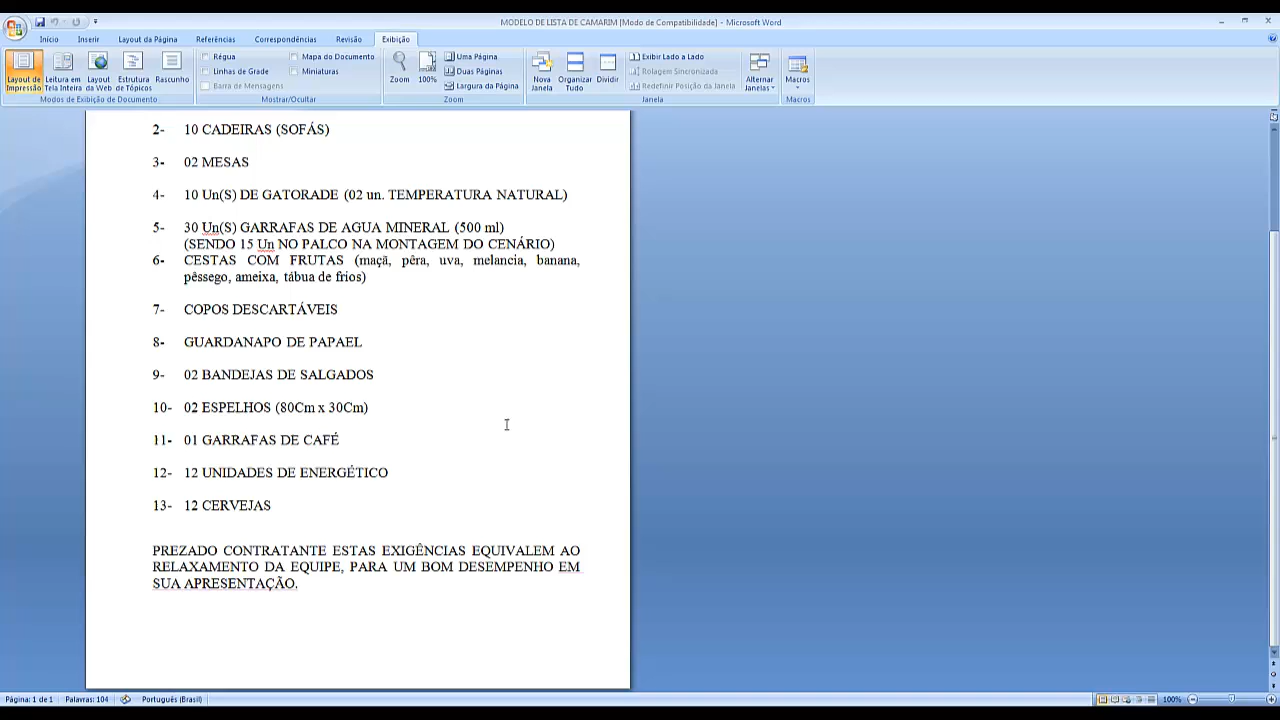 MODELO DE LISTA DE CAMARIM [Modo de Compatibilidade] - Microsoft Word
Início Inserir Layout da Página Referências Correspondências Revisão Exibição
Layout de Impressão Leitura em Tela Inteira Layout da Web Estrutura de Tópicos Rascunho
Modos de Exibição de Documento
Régua Mapa do Documento
Linhas de Grade Miniaturas
Barra de Mensagens
Mostrar/Ocultar
Zoom 100% Uma Página
Duas Páginas
Largura da Página
Zoom
Nova Janela Organizar Tudo Dividir
Exibir Lado a Lado
Rolagem Sincronizada
Redefinir Posição da Janela
Alternar Janelas
Janela
Macros
Macros
2- 10 CADEIRAS (SOFÁS)
3- 02 MESAS
4- 10 Un(S) DE GATORADE (02 un. TEMPERATURA NATURAL)
5- 30 Un(S) GARRAFAS DE AGUA MINERAL (500 ml)
(SENDO 15 Un NO PALCO NA MONTAGEM DO CENÁRIO)
6- CESTAS COM FRUTAS (maçã, pêra, uva, melancia, banana,
pêssego, ameixa, tábua de frios)
7- COPOS DESCARTÁVEIS
8- GUARDANAPO DE PAPAEL
9- 02 BANDEJAS DE SALGADOS
10- 02 ESPELHOS (80Cm x 30Cm)
11- 01 GARRAFAS DE CAFÉ
12- 12 UNIDADES DE ENERGÉTICO
13- 12 CERVEJAS
PREZADO CONTRATANTE ESTAS EXIGÊNCIAS EQUIVALEM AO
RELAXAMENTO DA EQUIPE, PARA UM BOM DESEMPENHO EM
SUA APRESENTAÇÃO.
Página: 1 de 1 Palavras: 104 Português (Brasil) 100%